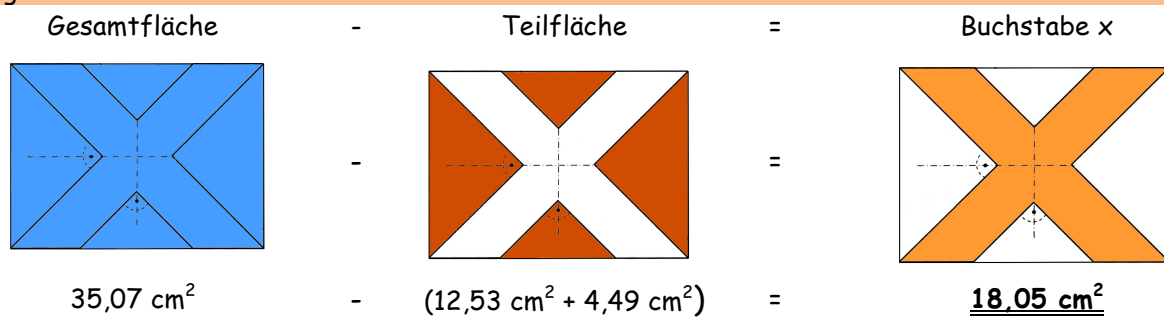 Gesamtfläche - Teilfläche = Buchstabe x
- =
35,07 cm² - (12,53 cm² + 4,49 cm²) = 18,05 cm²